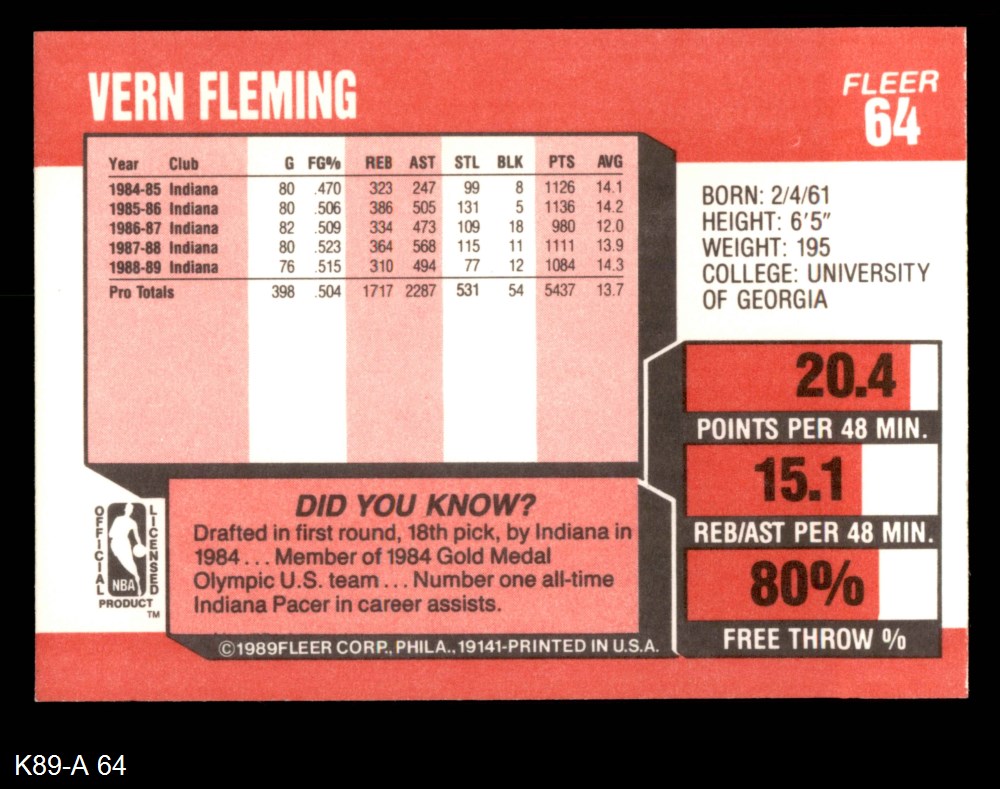 VERN FLEMING
FLEER
64
Year Club G FG% REB AST STL BLK PTS AVG
1984-85 Indiana 80 .470 323 247 99 8 1126 14.1
1985-86 Indiana 80 .506 386 505 131 5 1136 14.2
1986-87 Indiana 82 .509 334 473 109 18 980 12.0
1987-88 Indiana 80 .523 364 568 115 11 1111 13.9
1988-89 Indiana 76 .515 310 494 77 12 1084 14.3
Pro Totals 398 .504 1717 2287 531 54 5437 13.7
BORN: 2/4/61
HEIGHT: 6'5"
WEIGHT: 195
COLLEGE: UNIVERSITY
OF GEORGIA
20.4
POINTS PER 48 MIN.
15.1
REB/AST PER 48 MIN.
80%
FREE THROW %
DID YOU KNOW?
Drafted in first round, 18th pick, by Indiana in
1984... Member of 1984 Gold Medal
Olympic U.S. team... Number one all-time
Indiana Pacer in career assists.
OFFICIAL
LICENSED
NBA
PRODUCT
TM
©1989FLEER CORP., PHILA., 19141-PRINTED IN U.S.A.
K89-A 64